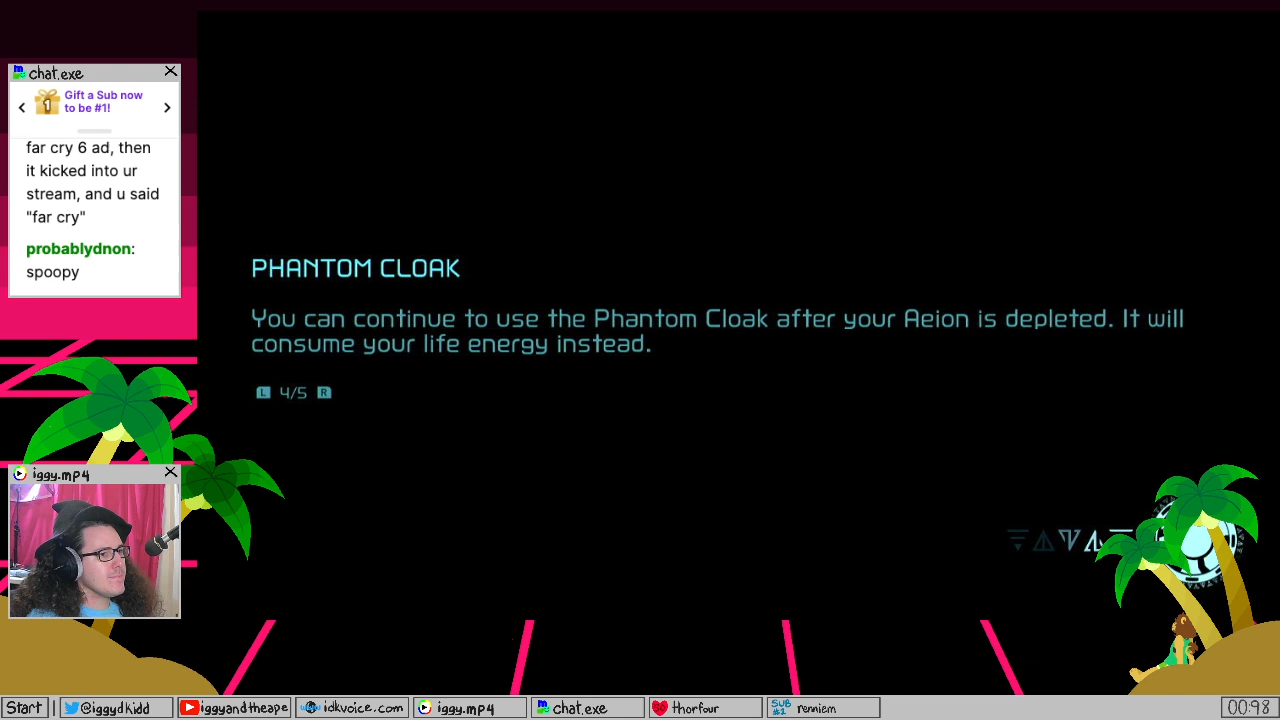 chat.exe
Gift a Sub now
to be #1!
1
far cry 6 ad, then
it kicked into ur
stream, and u said
"far cry"
probablydnon:
spoopy
PHANTOM CLOAK
You can continue to use the Phantom Cloak after your Aeion is depleted. It will
consume your life energy instead.
L 4/5 R
iggy.mp4
Start | @iggydkidd iggyandtheape idkvoice.com iggy.mp4 chat.exe thorfour SUB #1 renniem 00:98